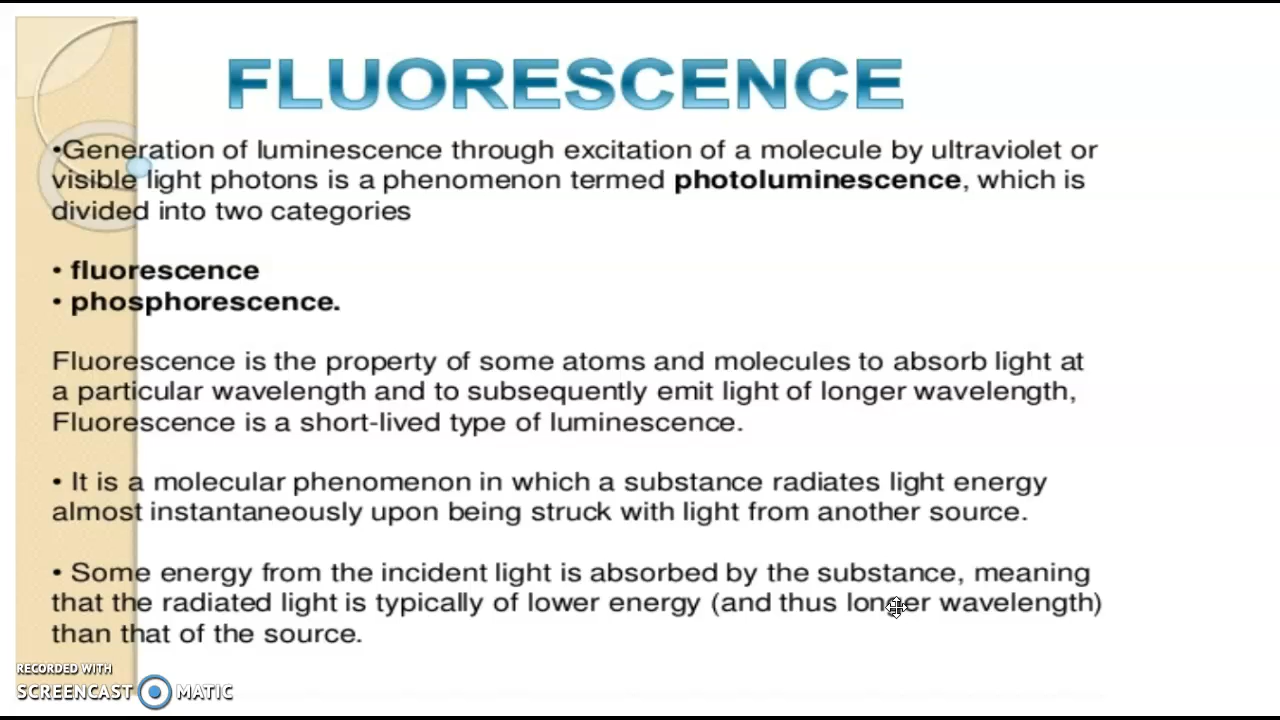 FLUORESCENCE
•Generation of luminescence through excitation of a molecule by ultraviolet or
visible light photons is a phenomenon termed photoluminescence, which is
divided into two categories
• fluorescence
• phosphorescence.
Fluorescence is the property of some atoms and molecules to absorb light at
a particular wavelength and to subsequently emit light of longer wavelength,
Fluorescence is a short-lived type of luminescence.
• It is a molecular phenomenon in which a substance radiates light energy
almost instantaneously upon being struck with light from another source.
• Some energy from the incident light is absorbed by the substance, meaning
that the radiated light is typically of lower energy (and thus longer wavelength)
than that of the source.
RECORDED WITH
SCREENCAST MATIC